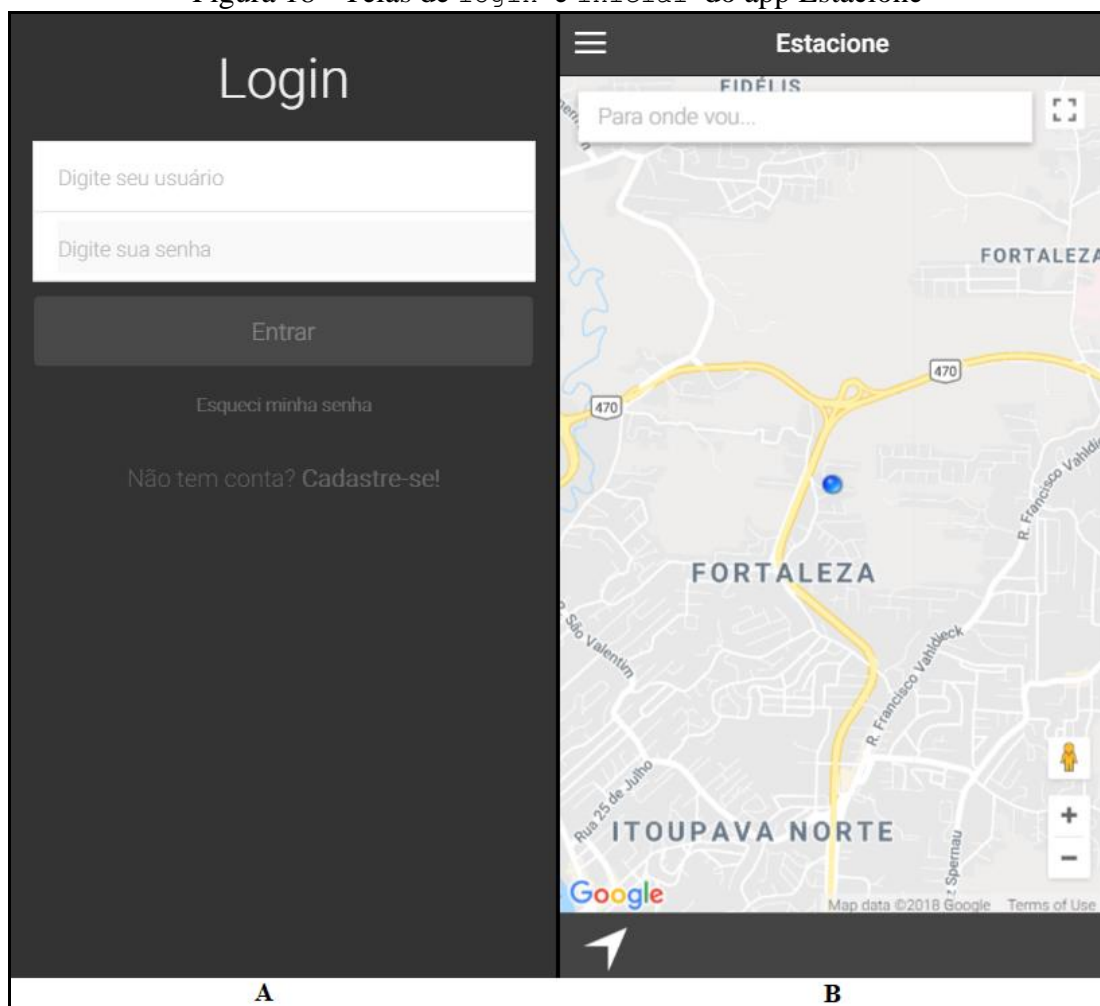 Login
Digite seu usuário
Digite sua senha
Entrar
Esqueci minha senha
Não tem conta? Cadastre-se!
A
Estacione
FIDÉLIS
Para onde vou...
FORTALEZA
470
470
R. Francisco Vahldieck
FORTALEZA
São Valentim
R. Francisco Vahldieck
Rua 25 de Julho
ITOUPAVA NORTE
Spernau
Google
Map data ©2018 Google
Terms of Use
B